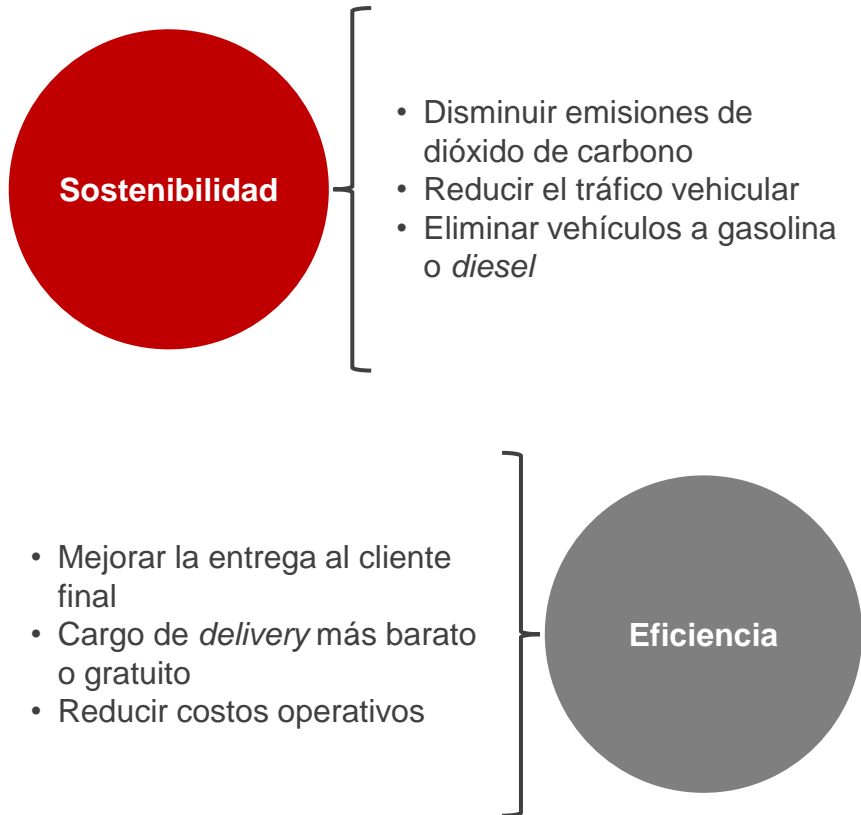 Sostenibilidad
• Disminuir emisiones de
dióxido de carbono
• Reducir el tráfico vehicular
• Eliminar vehículos a gasolina
o diesel
• Mejorar la entrega al cliente
final
• Cargo de delivery más barato
o gratuito
• Reducir costos operativos
Eficiencia